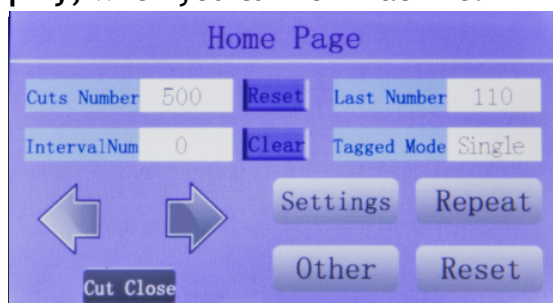 Home Page
Cuts Number 500 Reset Last Number 110
IntervalNum 0 Clear Tagged Mode Single
Settings Repeat
Cut Close Other Reset